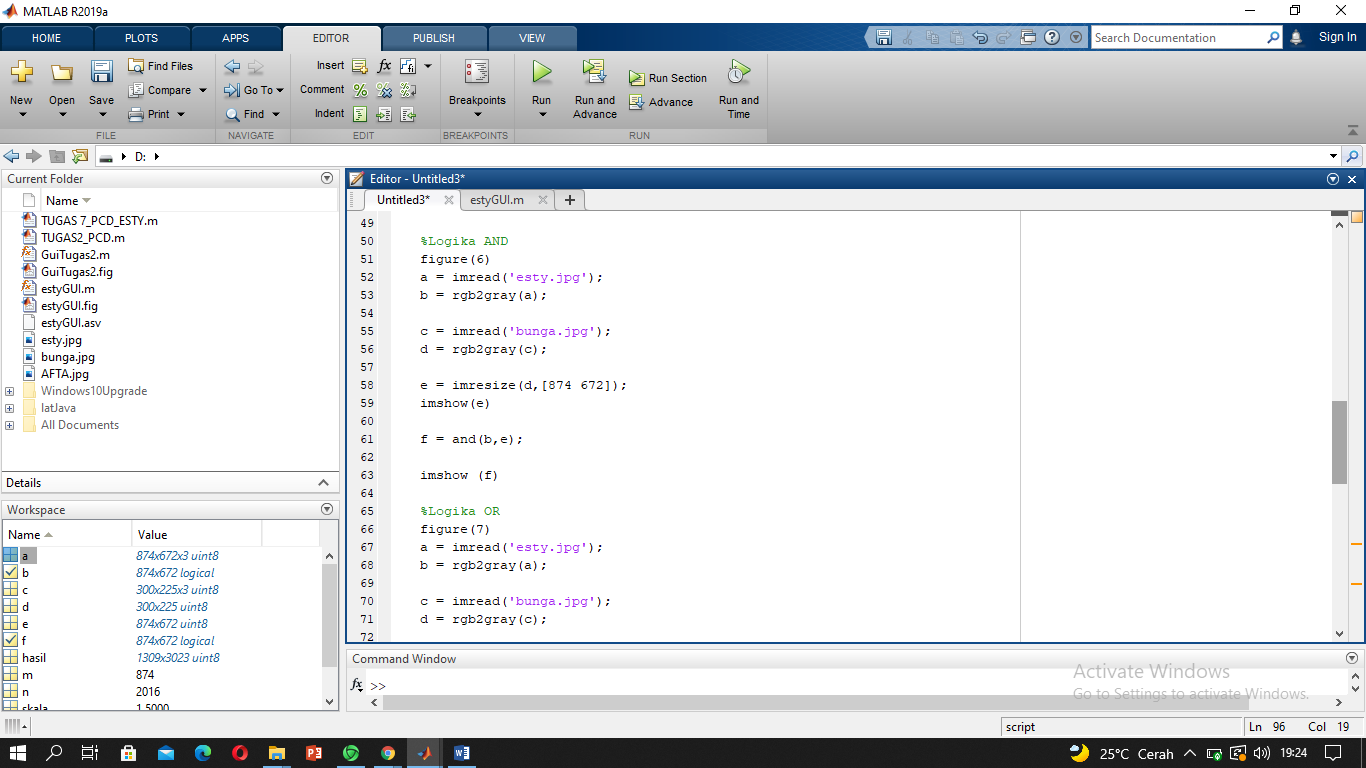 MATLAB R2019a
HOME PLOTS APPS EDITOR PUBLISH VIEW
Search Documentation
Sign In
New Open Save Find Files Compare Print
FILE
Go To Find
NAVIGATE
Insert fx
Comment
Indent
EDIT
Breakpoints
BREAKPOINTS
Run
Run and Advance
Run Section
Advance
Run and Time
RUN
D:
Current Folder
Name
TUGAS 7_PCD_ESTY.m
TUGAS2_PCD.m
GuiTugas2.m
GuiTugas2.fig
estyGUI.m
estyGUI.fig
estyGUI.asv
esty.jpg
bunga.jpg
AFTA.jpg
Windows10Upgrade
latJava
All Documents
Details
Workspace
Name Value
a 874x672x3 uint8
b 874x672 logical
c 300x225x3 uint8
d 300x225 uint8
e 874x672 uint8
f 874x672 logical
hasil 1309x3023 uint8
m 874
n 2016
skala 1.5000
Editor - Untitled3*
Untitled3* estyGUI.m
49
50 %Logika AND
51 figure(6)
52 a = imread('esty.jpg');
53 b = rgb2gray(a);
54
55 c = imread('bunga.jpg');
56 d = rgb2gray(c);
57
58 e = imresize(d,[874 672]);
59 imshow(e)
60
61 f = and(b,e);
62
63 imshow (f)
64
65 %Logika OR
66 figure(7)
67 a = imread('esty.jpg');
68 b = rgb2gray(a);
69
70 c = imread('bunga.jpg');
71 d = rgb2gray(c);
72
Command Window
fx >>
Activate Windows
Go to Settings to activate Windows.
script Ln 96 Col 19
25°C Cerah 19:24